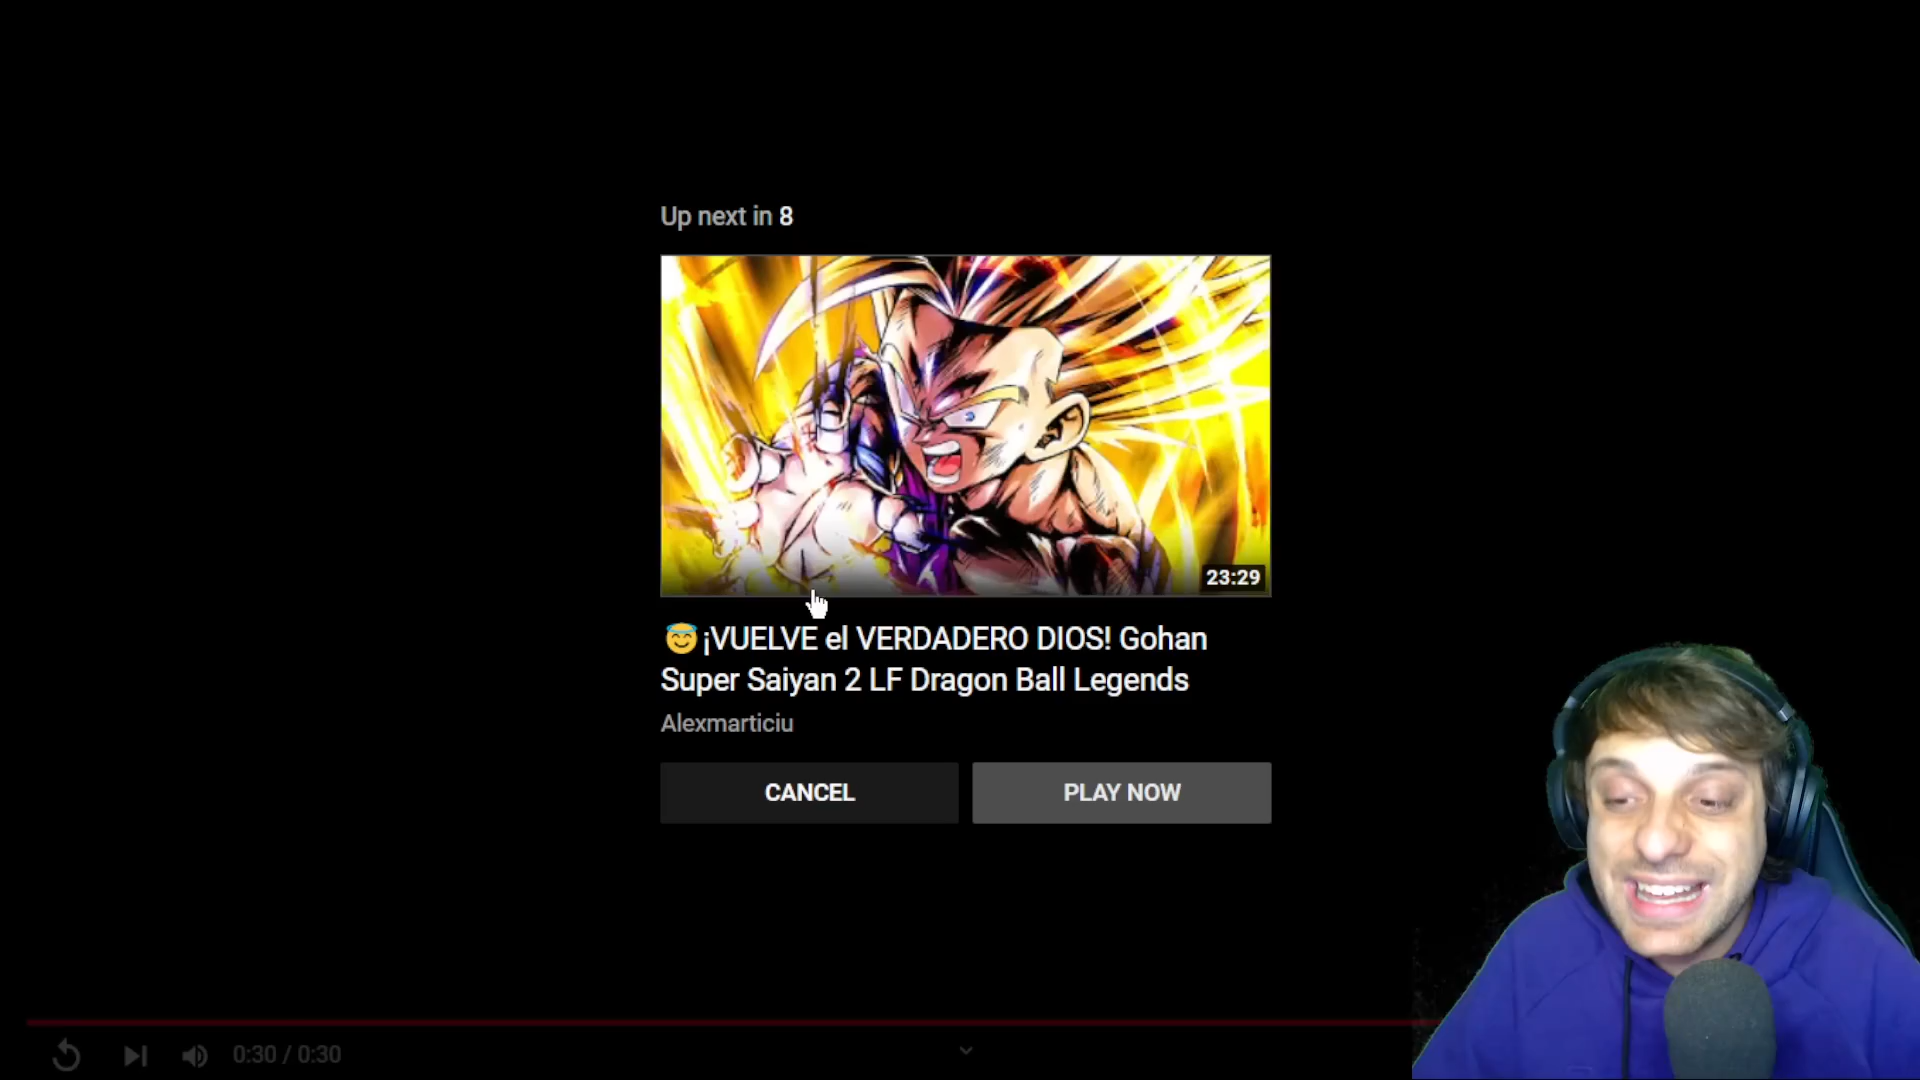 Up next in 8
23:29
😇¡VUELVE el VERDADERO DIOS! Gohan
Super Saiyan 2 LF Dragon Ball Legends
Alexmarticiu
CANCEL
PLAY NOW
0:30 / 0:30